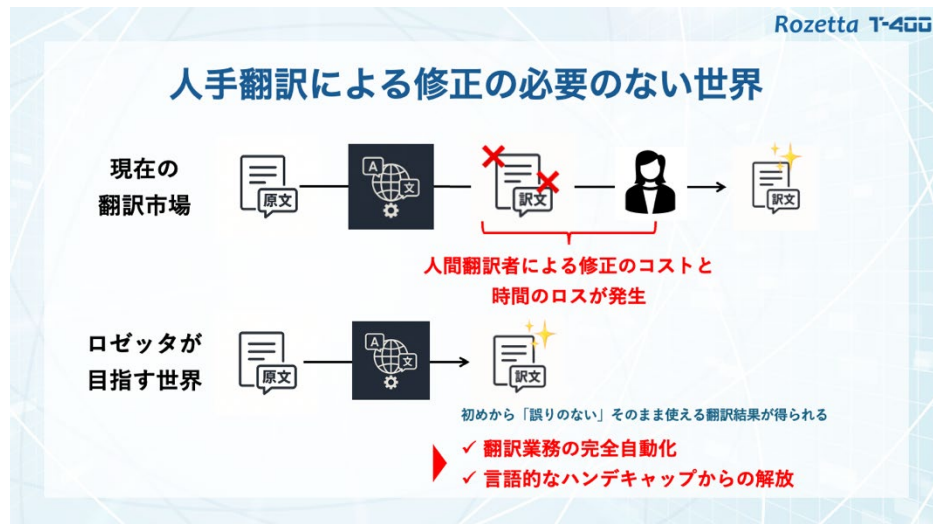 Rozetta T-400
人手翻訳による修正の必要のない世界
現在の
翻訳市場
原文
A
文
訳文
訳文
人間翻訳者による修正のコストと
時間のロスが発生
ロゼッタが
目指す世界
原文
A
文
訳文
初めから「誤りのない」そのまま使える翻訳結果が得られる
✓ 翻訳業務の完全自動化
✓ 言語的なハンデキャップからの解放